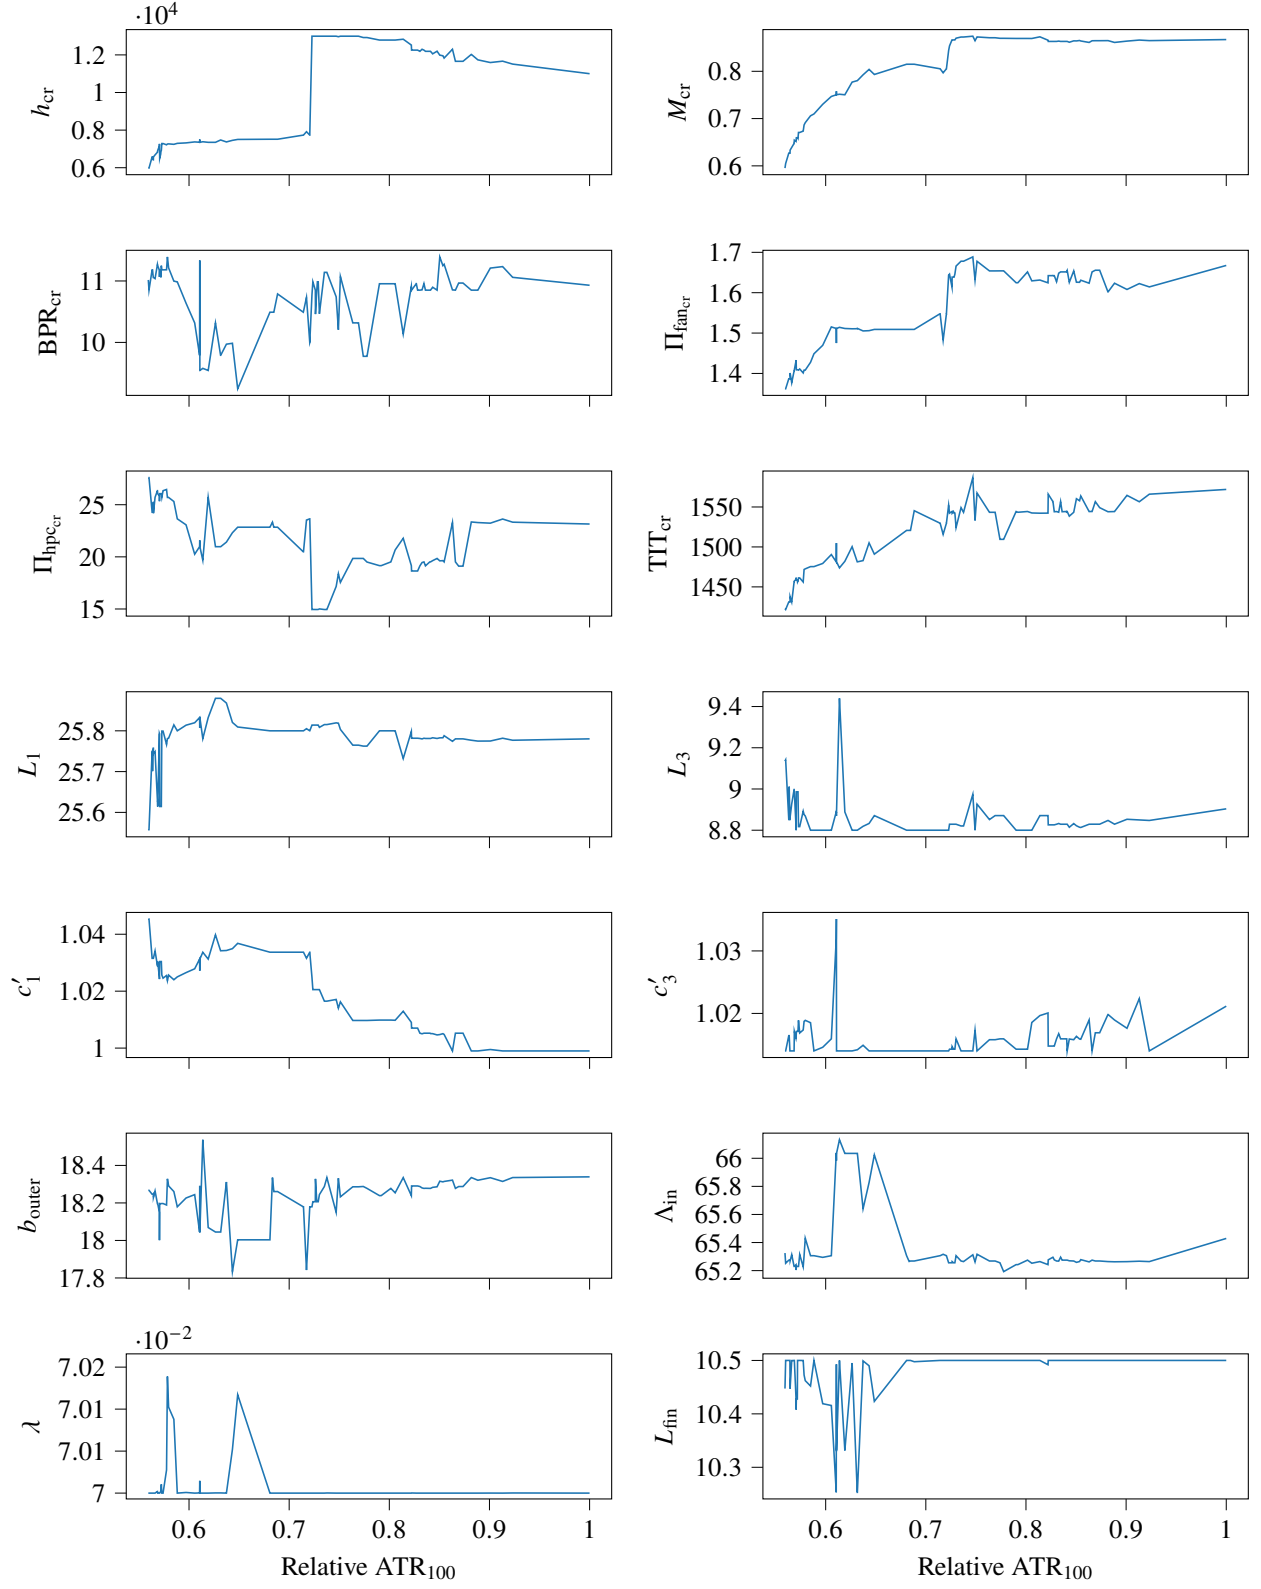 ·10⁴
1.2
1
0.8
0.6
h_cr
0.8
0.7
0.6
M_cr
11
10
BPR_cr
1.7
1.6
1.5
1.4
Π_fan_cr
25
20
15
Π_hpc_cr
1550
1500
1450
TIT_cr
25.8
25.7
25.6
L_1
9.4
9.2
9
8.8
L_3
1.04
1.02
1
c′_1
1.03
1.02
c′_3
18.4
18.2
18
17.8
b_outer
66
65.8
65.6
65.4
65.2
Λ_in
·10⁻²
7.02
7.01
7.01
7
λ
0.6 0.7 0.8 0.9 1
Relative ATR_100
10.5
10.4
10.3
L_fin
0.6 0.7 0.8 0.9 1
Relative ATR_100